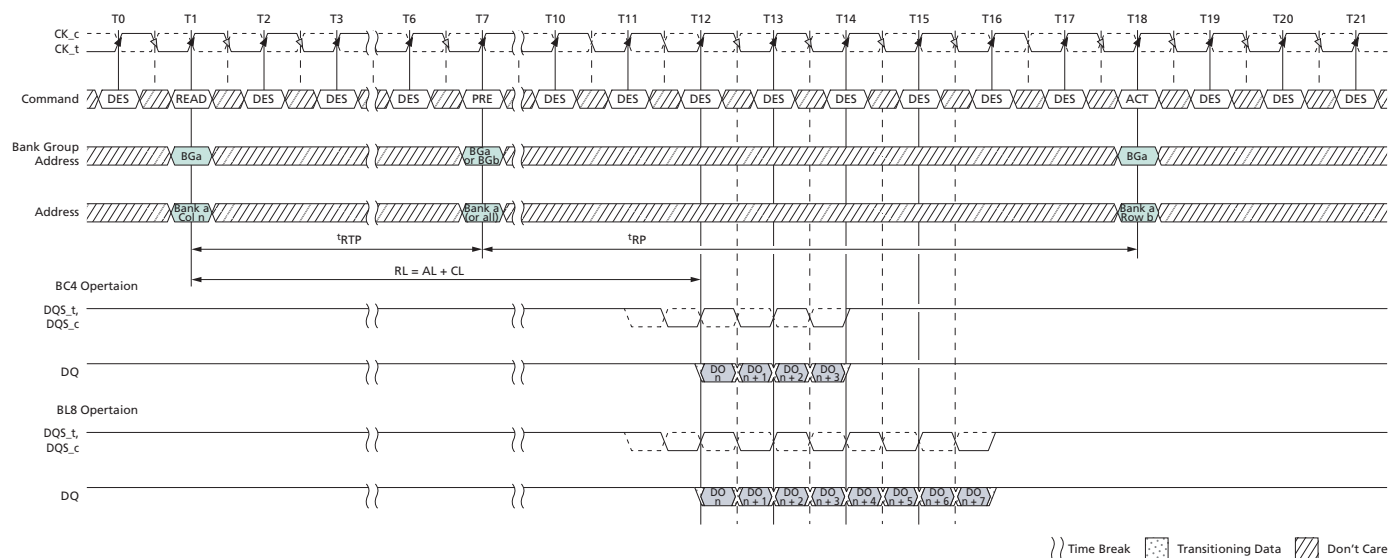 T0 T1 T2 T3 T6 T7 T10 T11 T12 T13 T14 T15 T16 T17 T18 T19 T20 T21
CK_c
CK_t
Command DES READ DES DES DES PRE DES DES DES DES DES DES DES DES ACT DES DES DES
Bank Group
Address
BGa
BGa
or BGb
BGa
Address
Bank a
Col n
Bank a
(or all)
Bank a
Row b
tRTP tRP
RL = AL + CL
BC4 Opertaion
DQS_t,
DQS_c
DQ
DO
n
DO
n + 1
DO
n + 2
DO
n + 3
BL8 Opertaion
DQS_t,
DQS_c
DQ
DO
n
DO
n + 1
DO
n + 2
DO
n + 3
DO
n + 4
DO
n + 5
DO
n + 6
DO
n + 7
Time Break Transitioning Data Don't Care